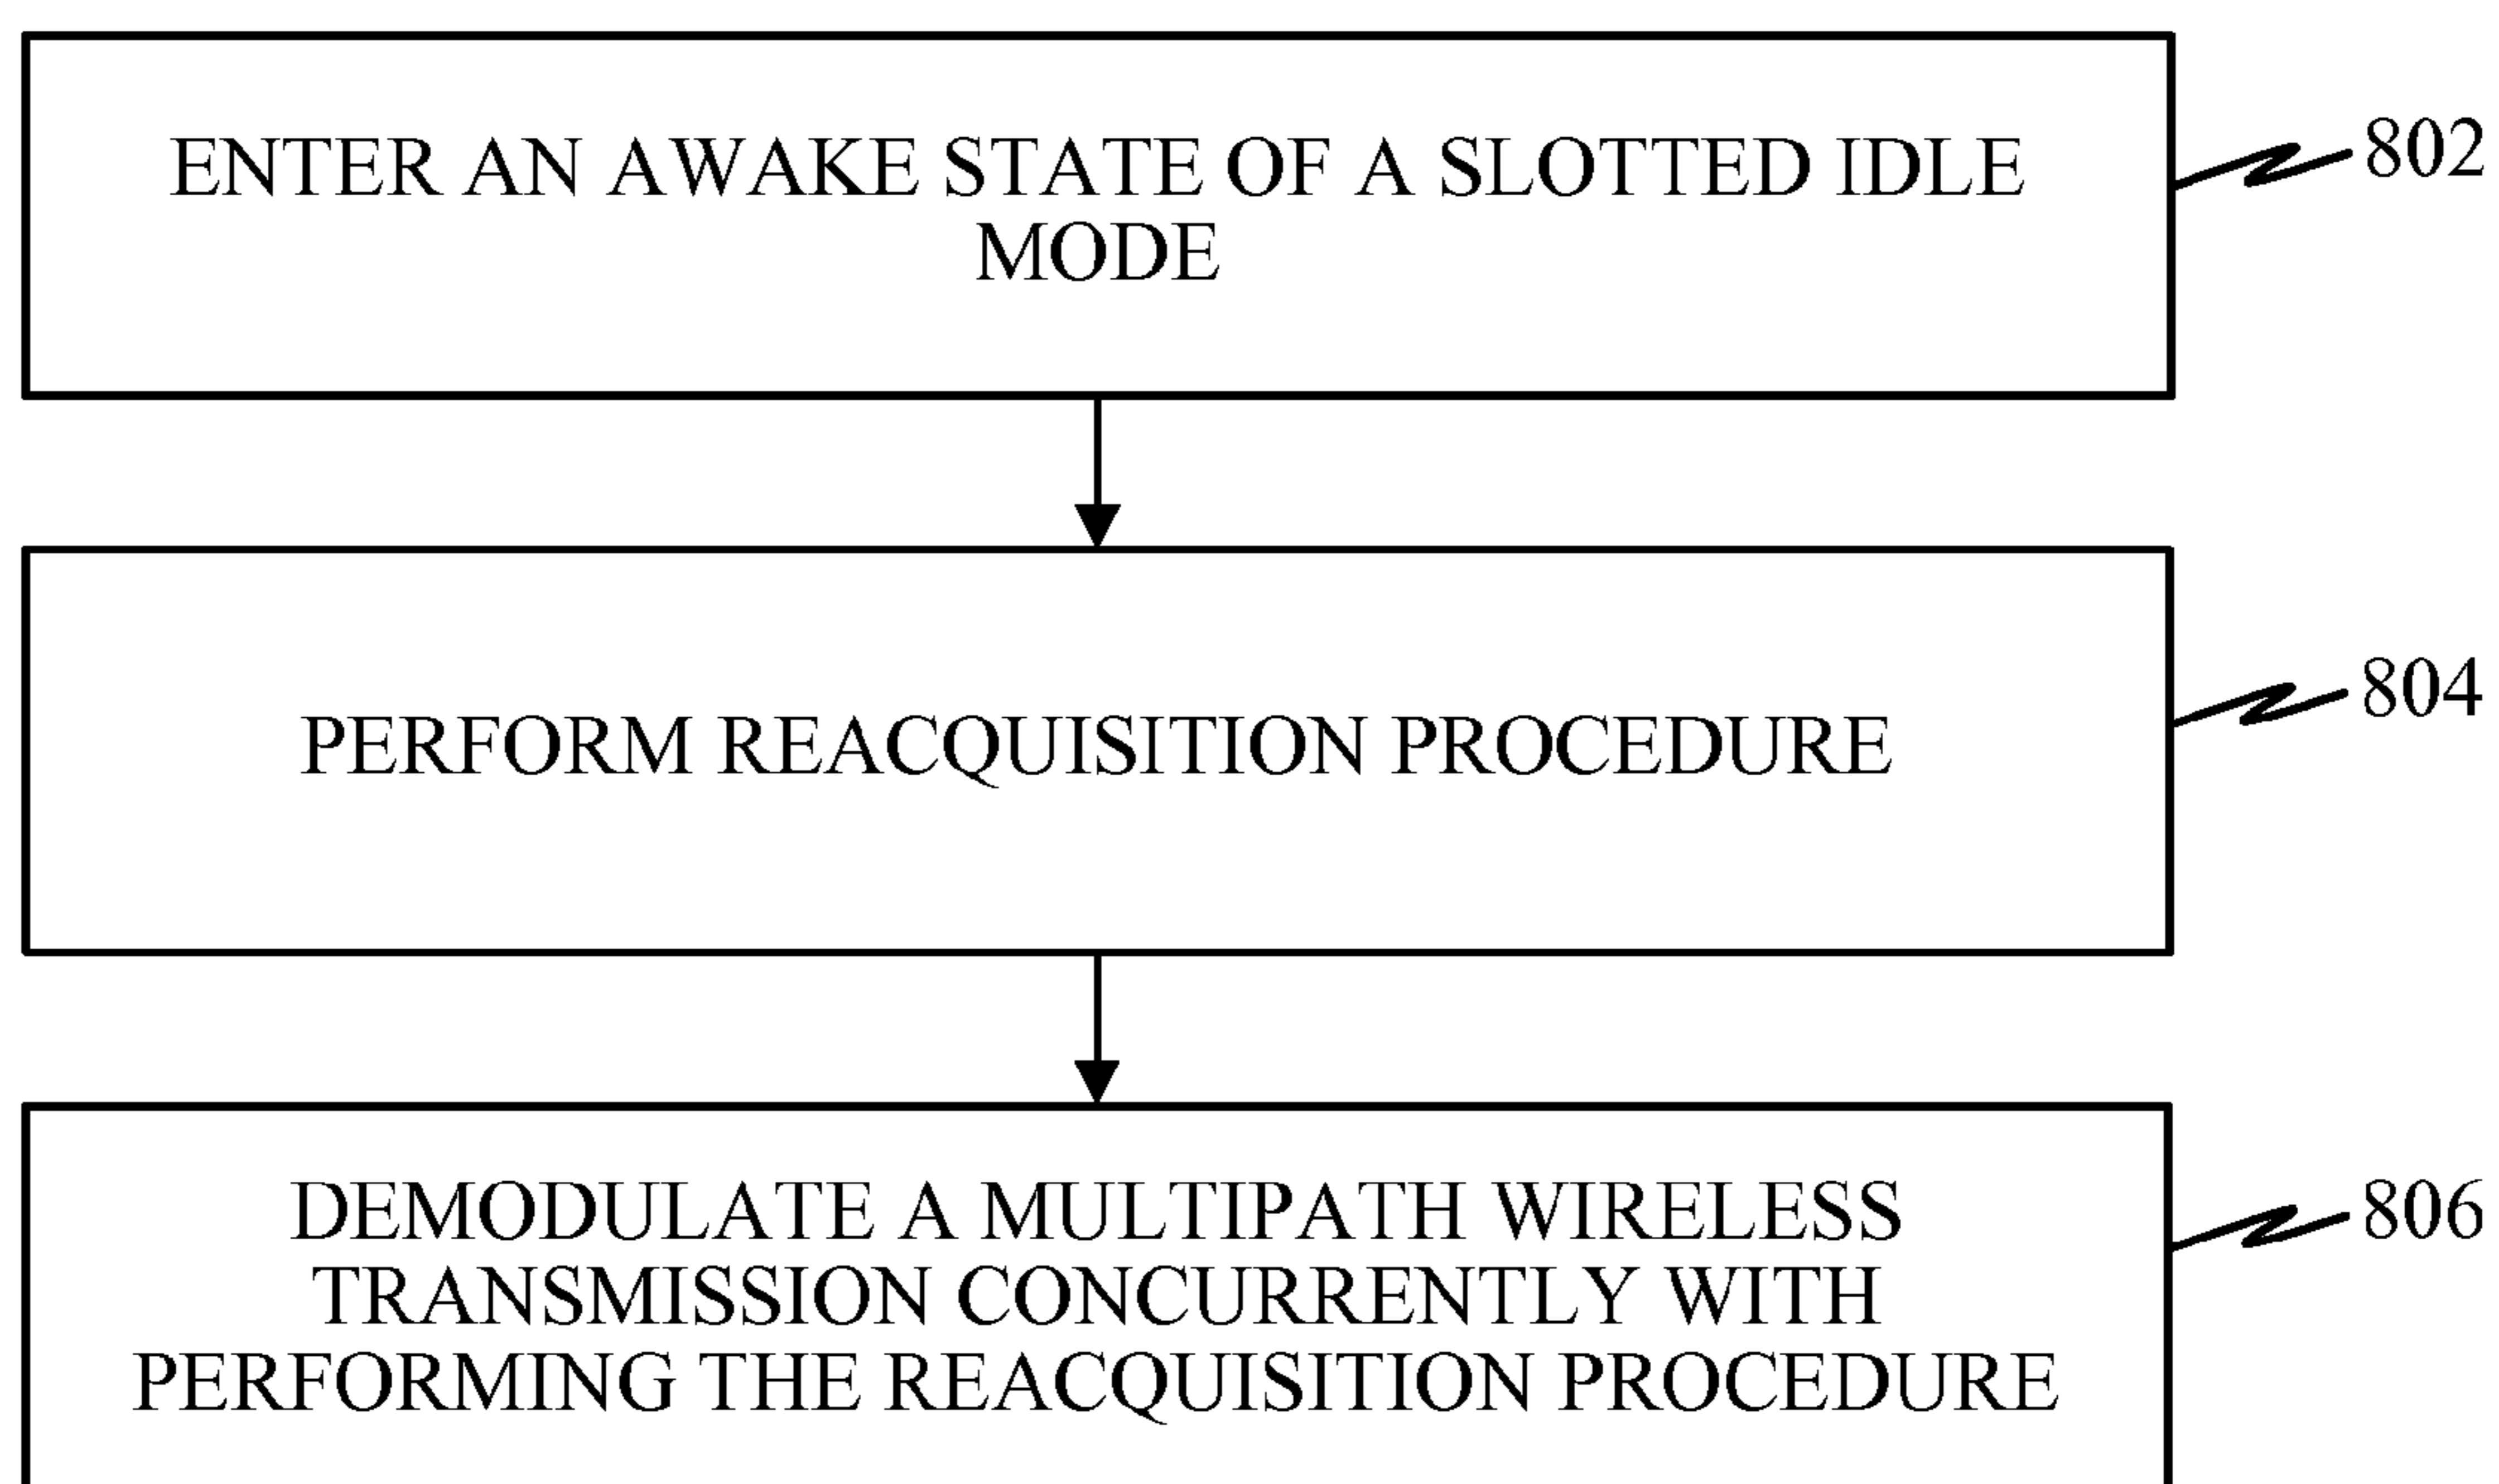 ENTER AN AWAKE STATE OF A SLOTTED IDLE
MODE
802
PERFORM REACQUISITION PROCEDURE
804
DEMODULATE A MULTIPATH WIRELESS
TRANSMISSION CONCURRENTLY WITH
PERFORMING THE REACQUISITION PROCEDURE
806